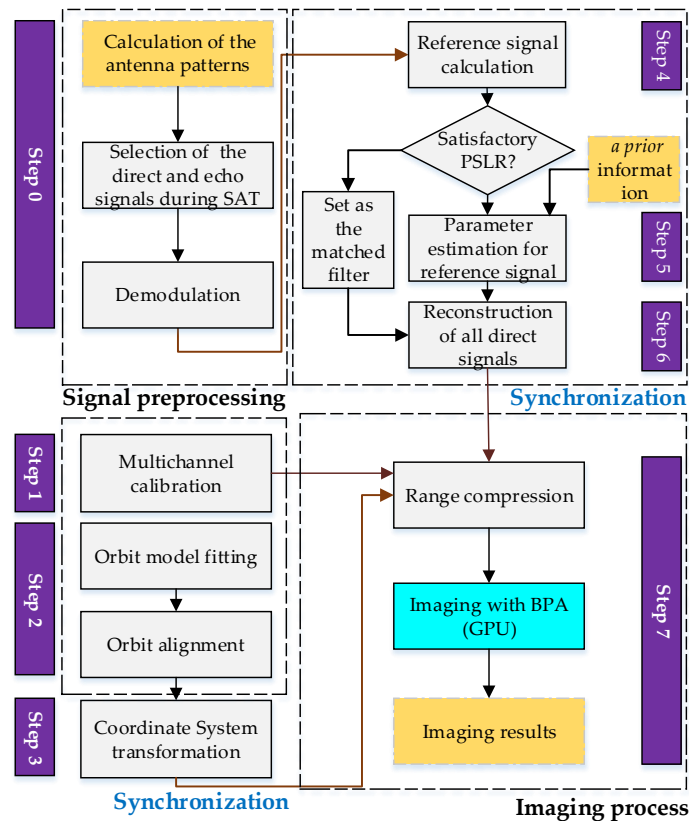 Step 0
Calculation of the
antenna patterns
Selection of the
direct and echo
signals during SAT
Demodulation
Signal preprocessing
Reference signal
calculation
Step 4
Satisfactory
PSLR?
a prior
informat
ion
Set as
the
matched
filter
Parameter
estimation for
reference signal
Step 5
Reconstruction
of all direct
signals
Step 6
Synchronization
Step 1
Multichannel
calibration
Step 2
Orbit model fitting
Orbit alignment
Step 3
Coordinate System
transformation
Synchronization
Range compression
Imaging with BPA
(GPU)
Imaging results
Step 7
Imaging process